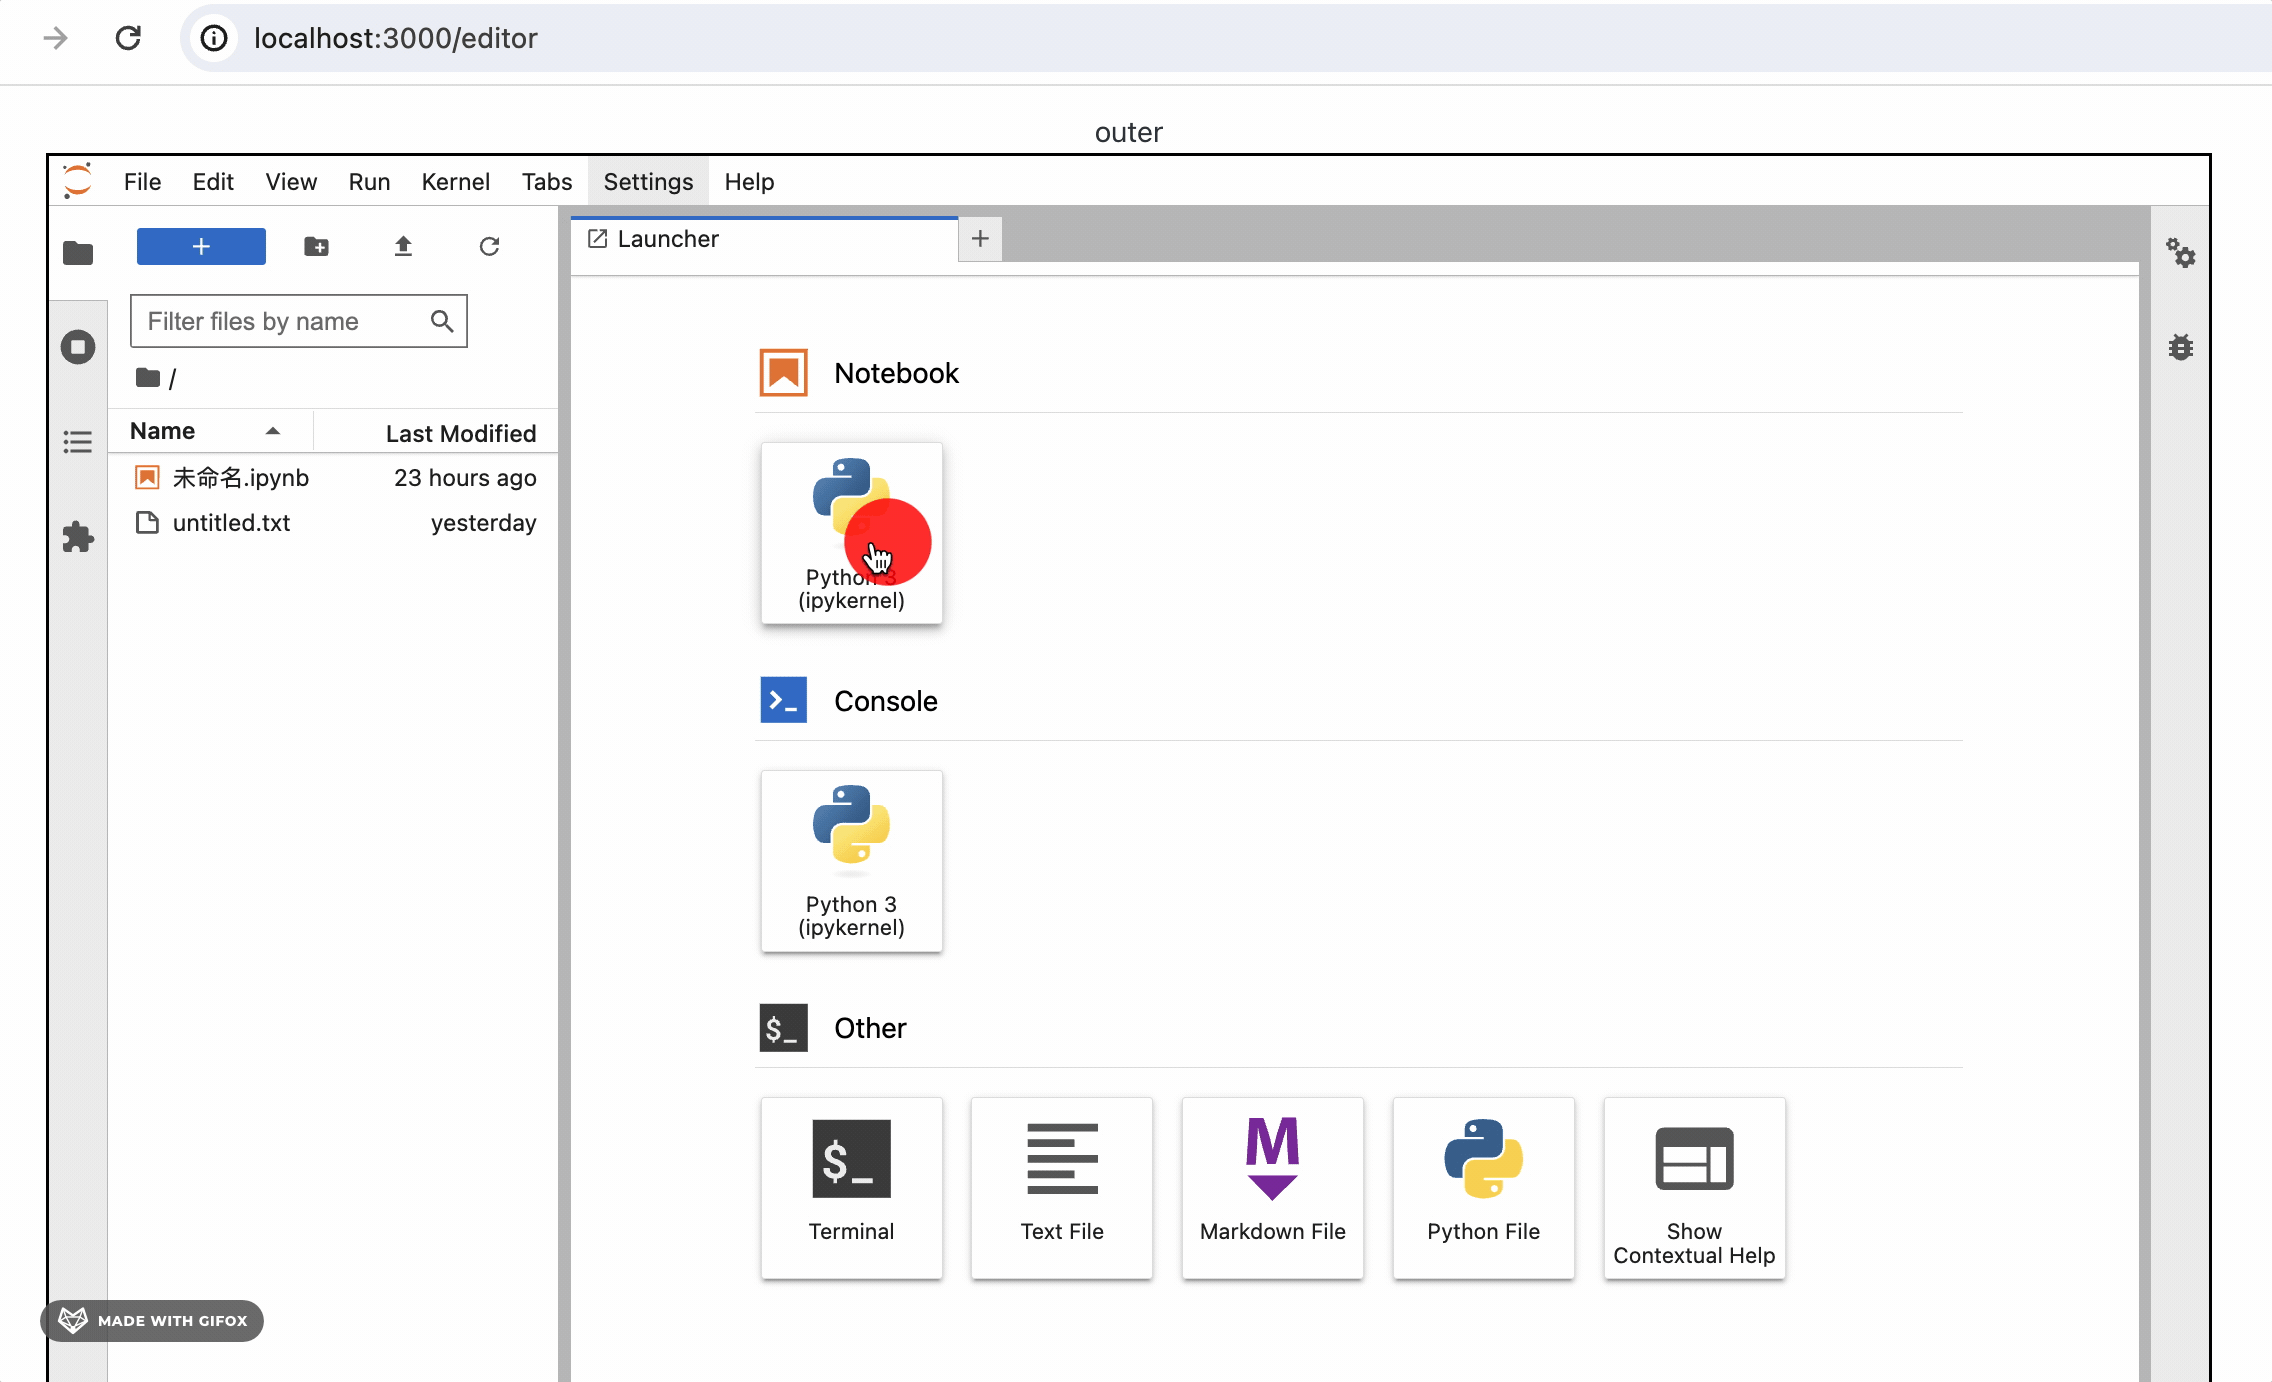 localhost:3000/editor
outer
File Edit View Run Kernel Tabs Settings Help
Launcher
Filter files by name
/
Name Last Modified
未命名.ipynb 23 hours ago
untitled.txt yesterday
Notebook
Python 3
(ipykernel)
Console
Python 3
(ipykernel)
$_ Other
$_
Terminal
Text File
M
Markdown File
Python File
Show
Contextual Help
MADE WITH GIFOX